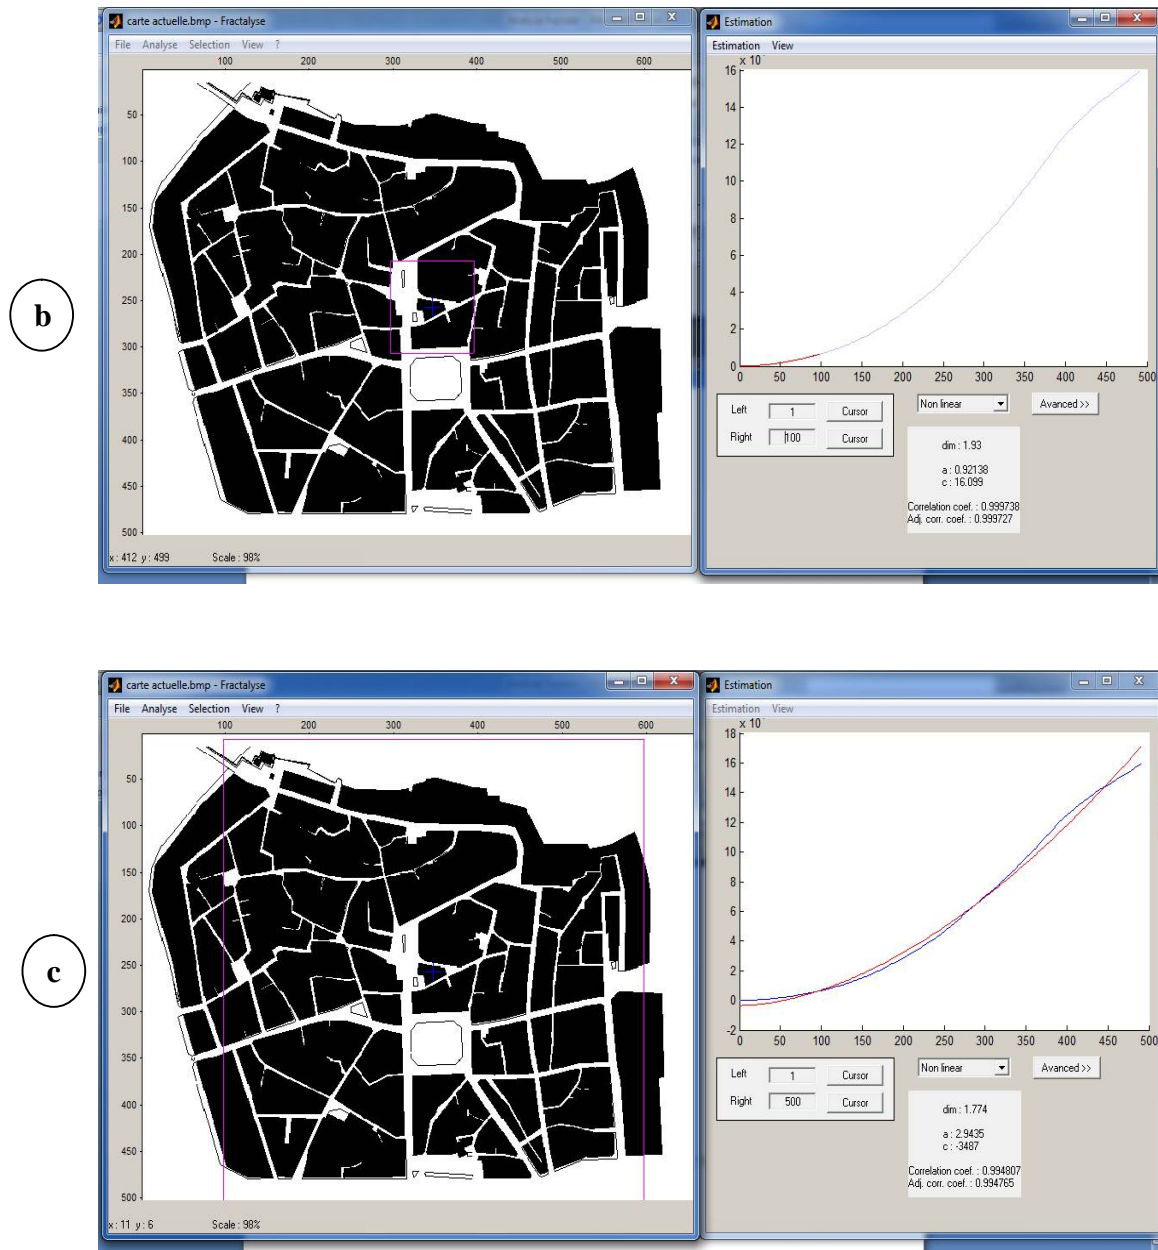 carte actuelle.bmp - Fractalyse
File Analyse Selection View ?
100 200 300 400 500 600
50
100
150
200
250
300
350
400
450
500
x : 412 y : 499 Scale : 98%
Estimation
Estimation View
x 10
16
14
12
10
8
6
4
2
0
0 50 100 150 200 250 300 350 400 450 500
Left 1 Cursor
Right 100 Cursor
Non linear
Avanced >>
dim : 1.93
a : 0.92138
c : 16.099
Correlation coef. : 0.999738
Adj. corr. coef. : 0.999727
b
carte actuelle.bmp - Fractalyse
File Analyse Selection View ?
100 200 300 400 500 600
50
100
150
200
250
300
350
400
450
500
x : 11 y : 6 Scale : 98%
Estimation
Estimation View
x 10
18
16
14
12
10
8
6
4
2
0
-2
0 50 100 150 200 250 300 350 400 450 500
Left 1 Cursor
Right 500 Cursor
Non linear
Avanced >>
dim : 1.774
a : 2.9435
c : -3487
Correlation coef. : 0.994807
Adj. corr. coef. : 0.994765
c